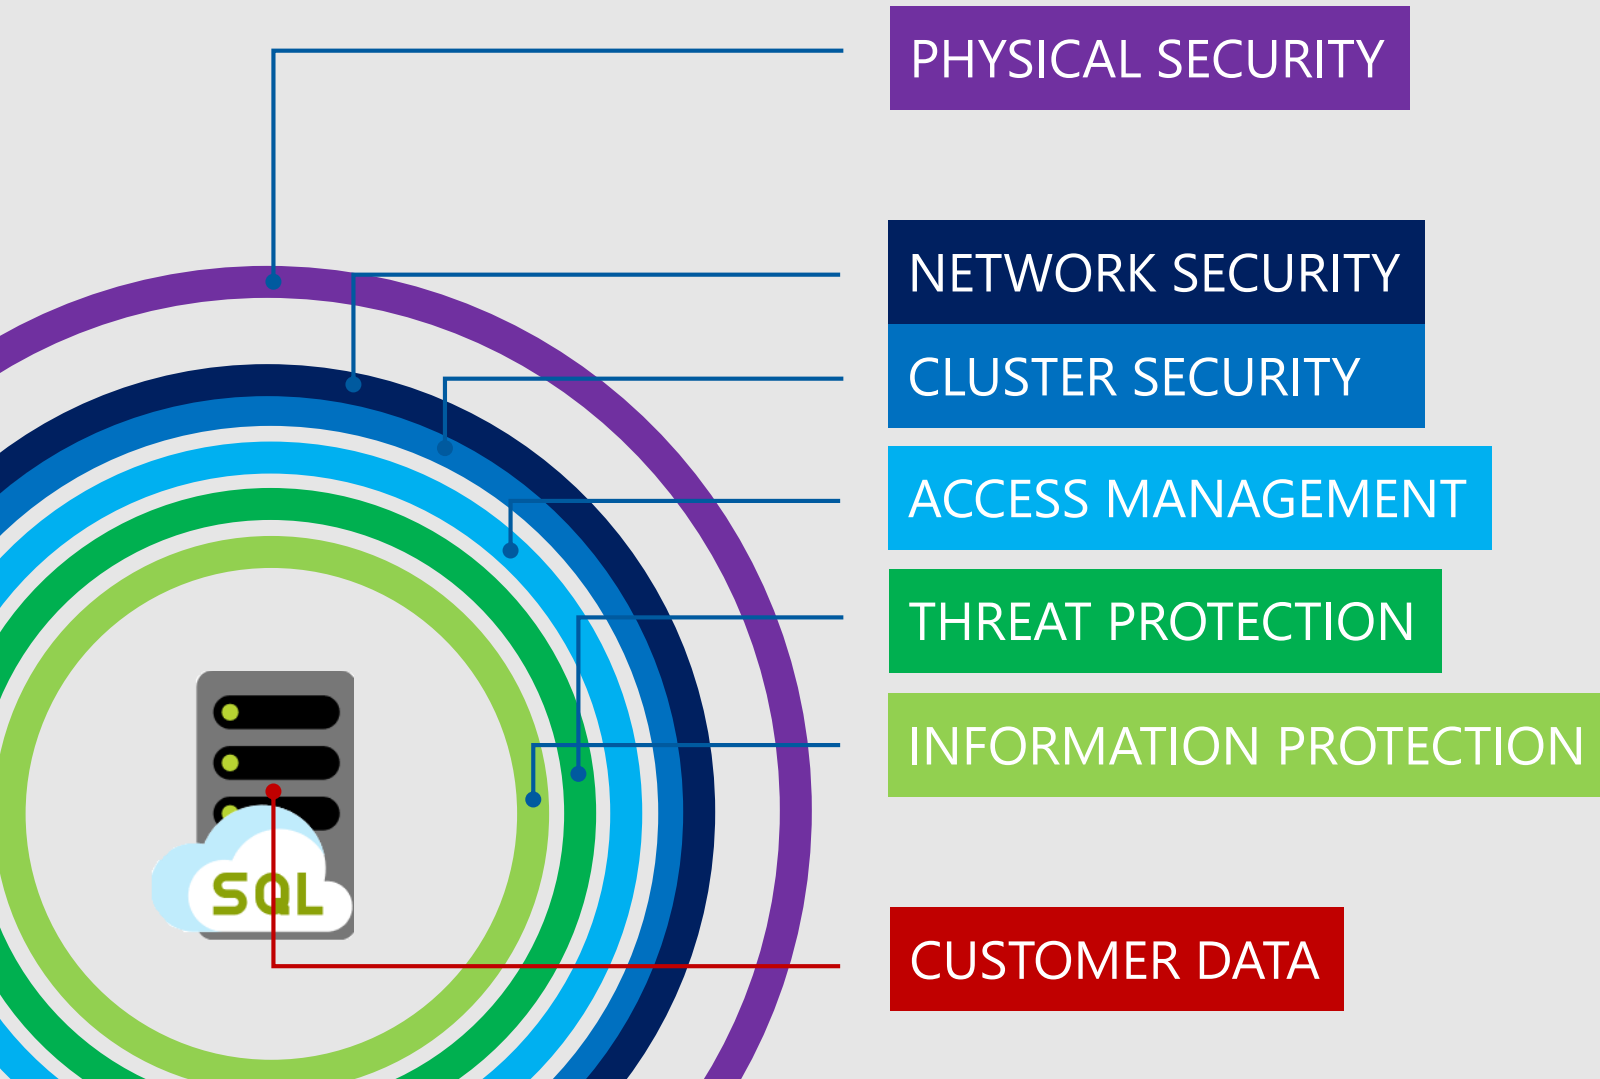 PHYSICAL SECURITY
NETWORK SECURITY
CLUSTER SECURITY
ACCESS MANAGEMENT
THREAT PROTECTION
INFORMATION PROTECTION
SQL
CUSTOMER DATA